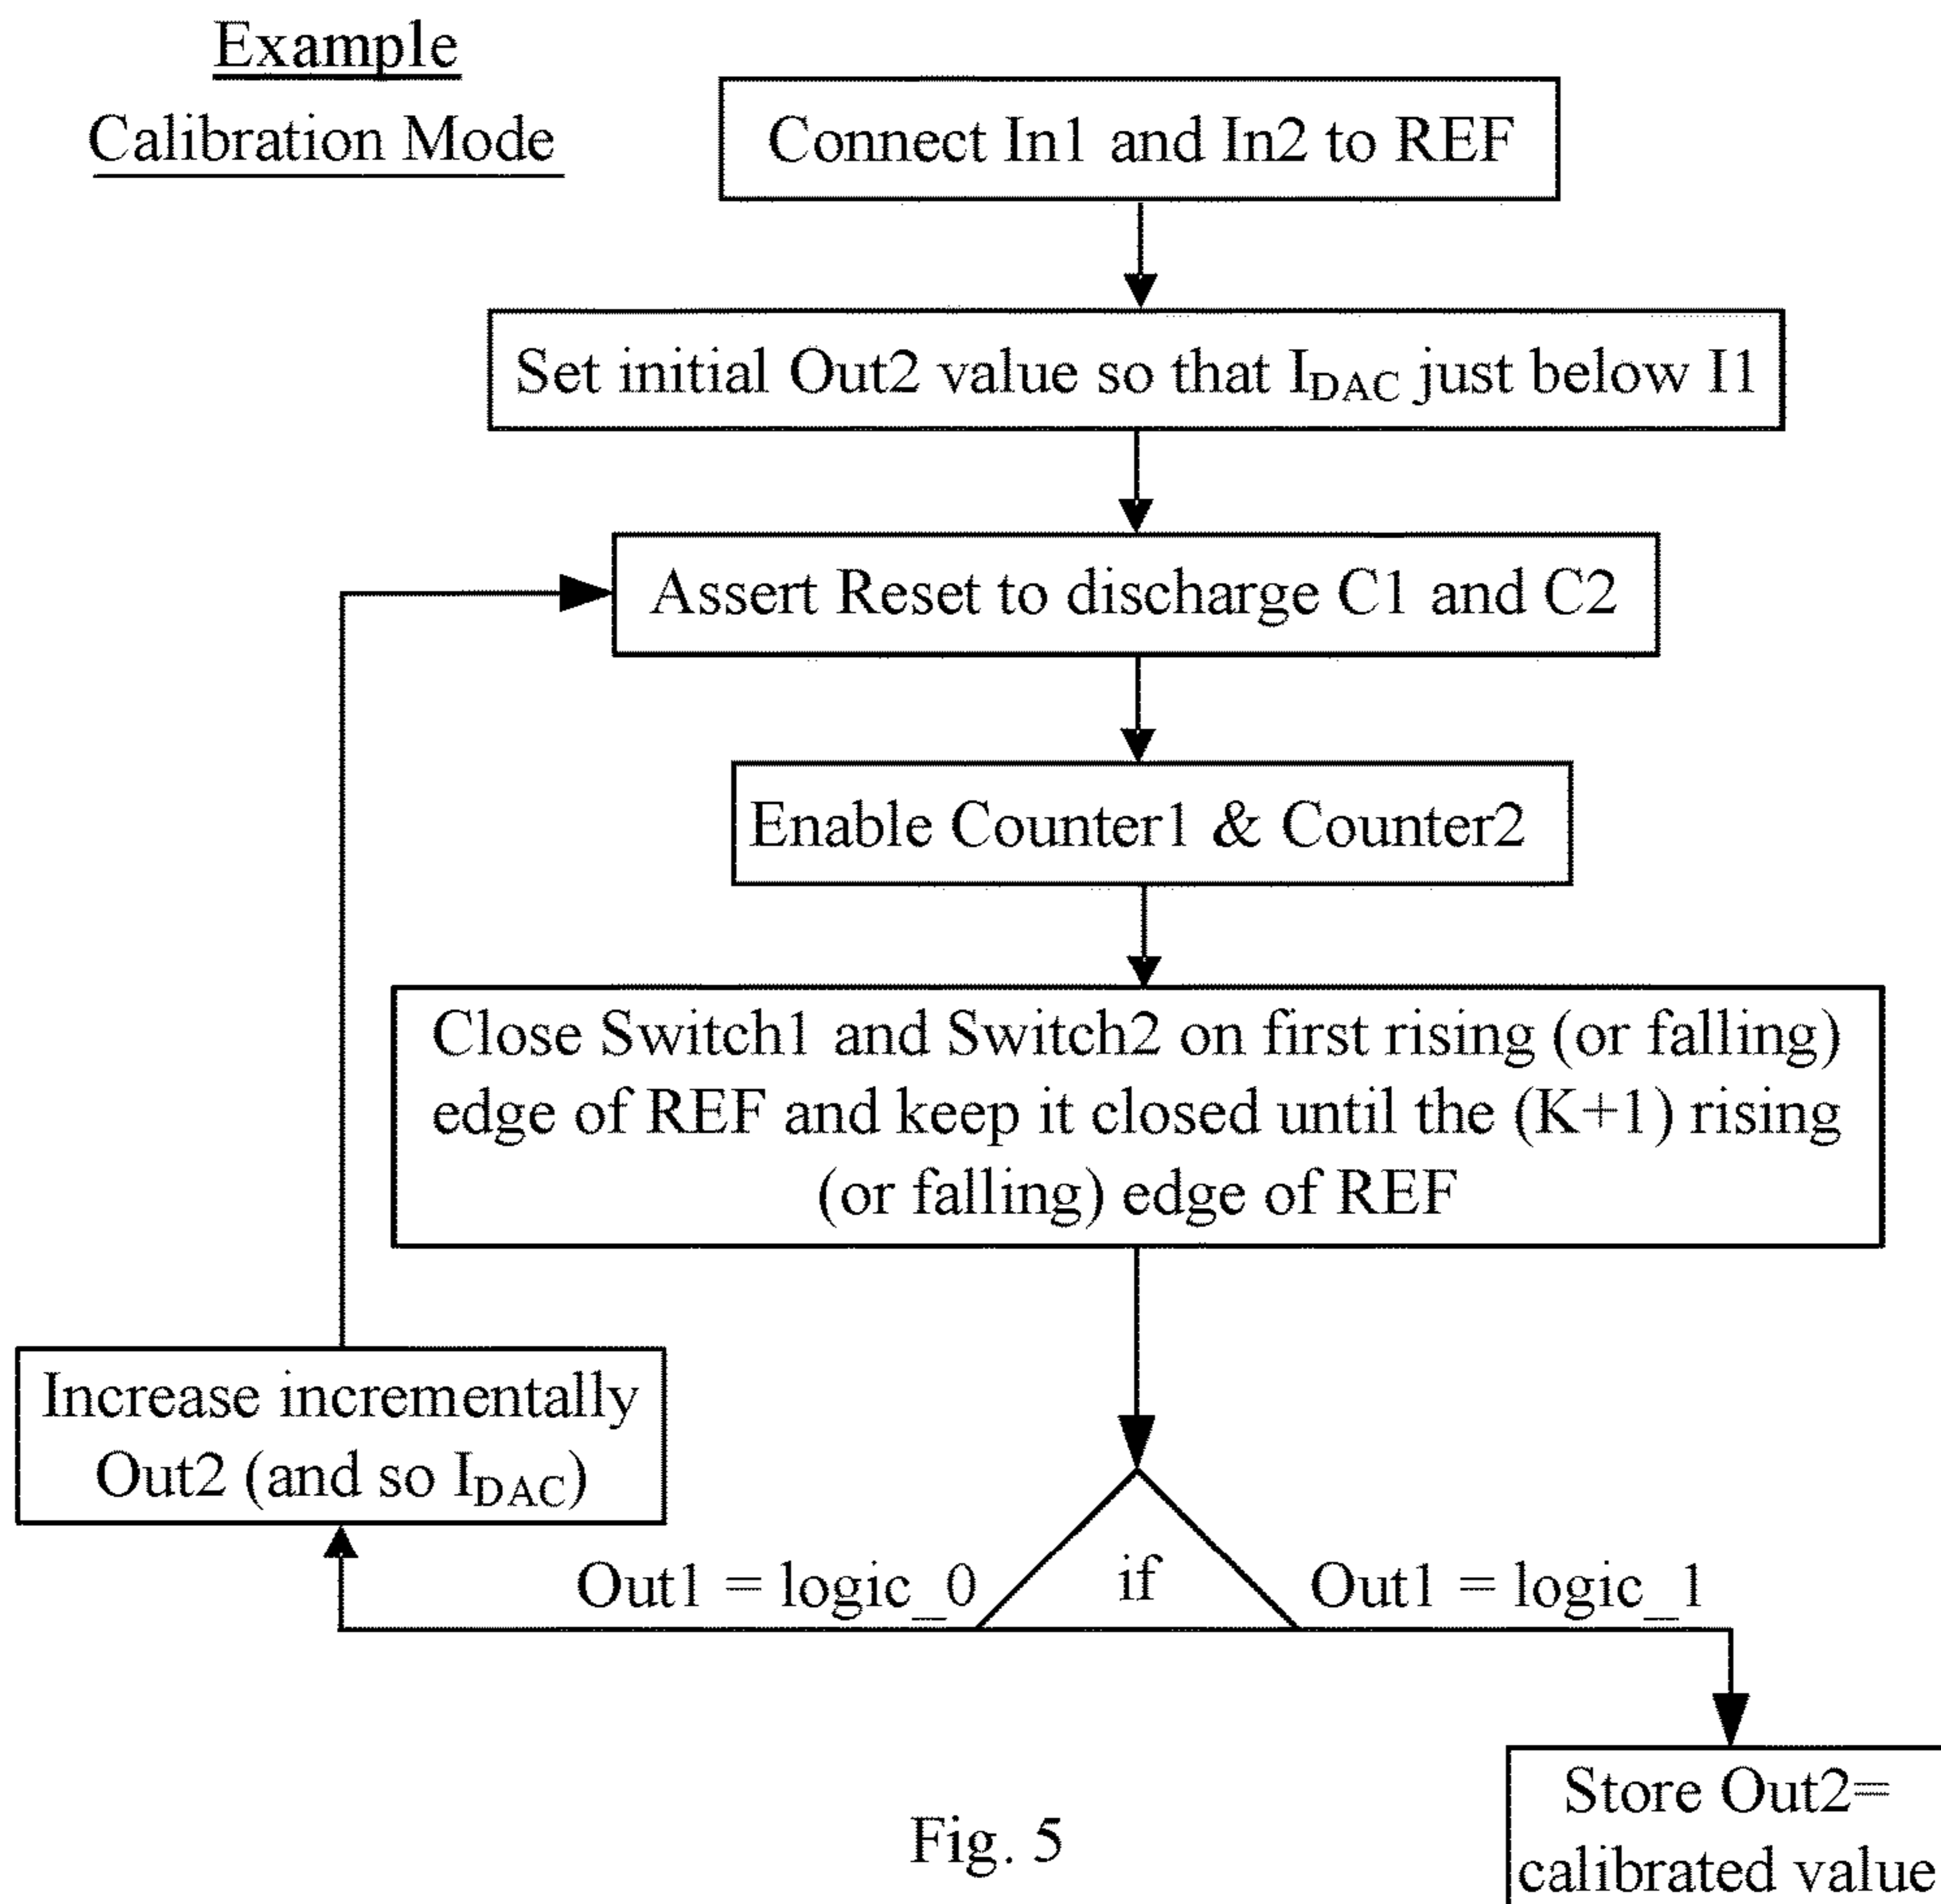 Example
Calibration Mode
Connect In1 and In2 to REF
Set initial Out2 value so that I_DAC just below I1
Assert Reset to discharge C1 and C2
Enable Counter1 & Counter2
Close Switch1 and Switch2 on first rising (or falling)
edge of REF and keep it closed until the (K+1) rising
(or falling) edge of REF
Increase incrementally
Out2 (and so I_DAC)
Out1 = logic_0
if
Out1 = logic_1
Store Out2=
calibrated value
Fig. 5